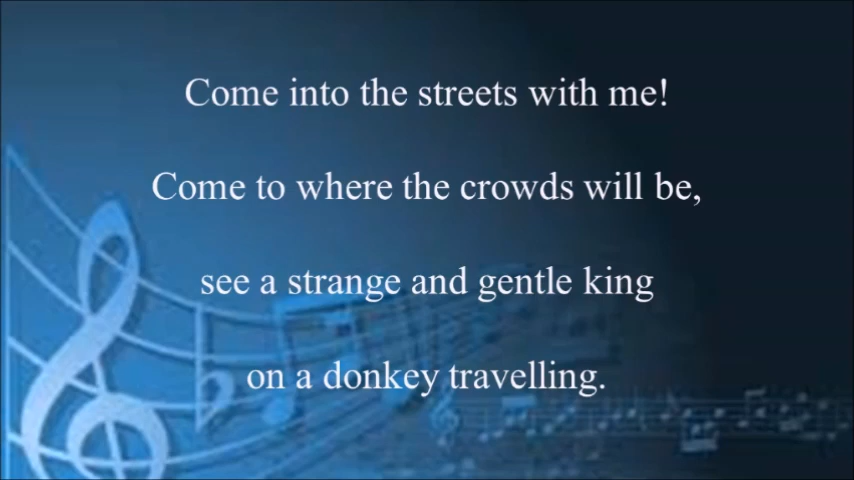 Come into the streets with me!
Come to where the crowds will be,
see a strange and gentle king
on a donkey travelling.